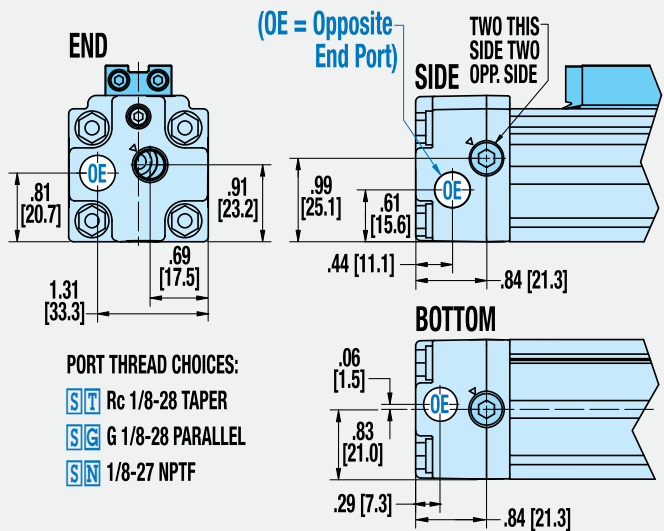 END
(OE = Opposite
End Port)
TWO THIS
SIDE TWO
OPP. SIDE
SIDE
OE
.81
[20.7]
.91
[23.2]
.69
[17.5]
1.31
[33.3]
OE
.99
[25.1]
.61
[15.6]
.44 [11.1]
.84 [21.3]
BOTTOM
PORT THREAD CHOICES:
S T Rc 1/8-28 TAPER
S G G 1/8-28 PARALLEL
S N 1/8-27 NPTF
.06
[1.5]
OE
.83
[21.0]
.29 [7.3]
.84 [21.3]